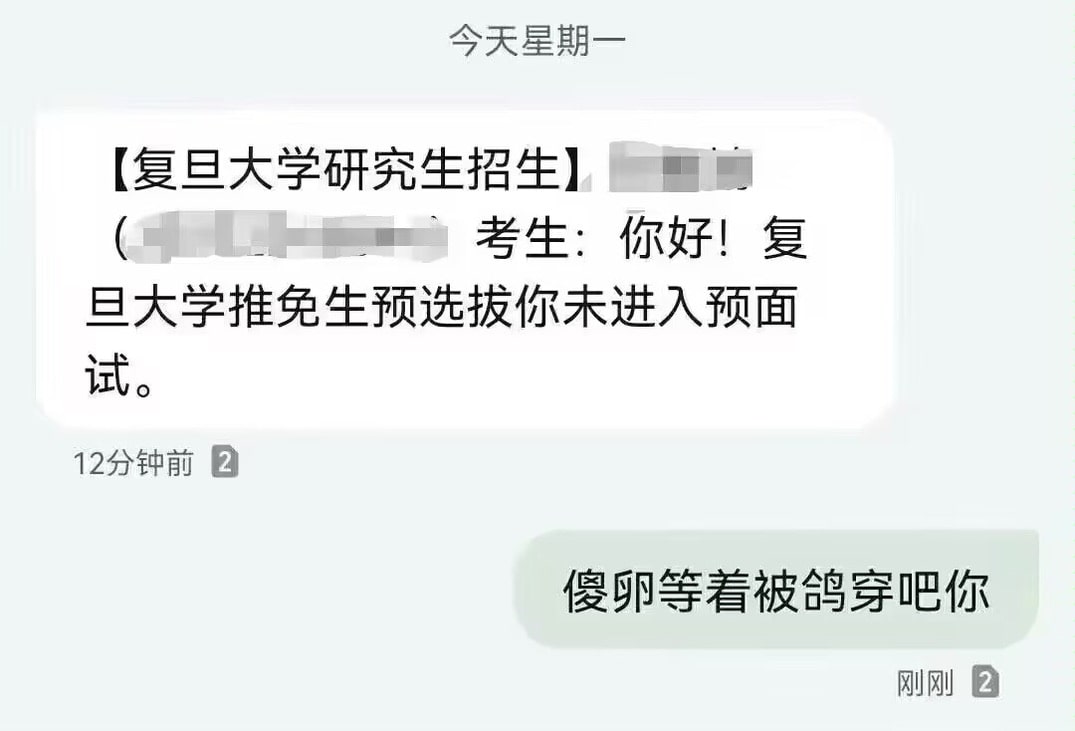 今天星期一
【复旦大学研究生招生】
（ ）考生：你好！复
旦大学推免生预选拔你未进入预面
试。
12分钟前 2
傻卵等着被鸽穿吧你
刚刚 2